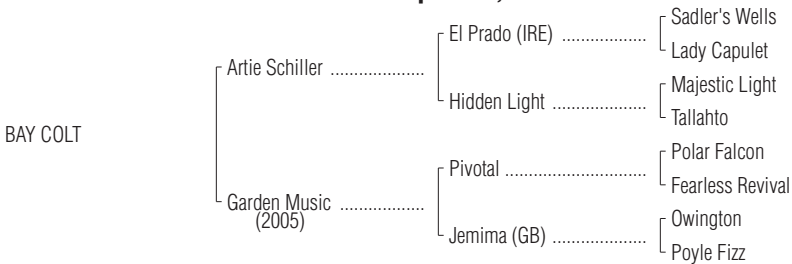 Sadler's Wells
El Prado (IRE) ..................
Lady Capulet
Artie Schiller ....................
Majestic Light
Hidden Light ....................
Tallahto
BAY COLT
Polar Falcon
Pivotal ..............................
Fearless Revival
Garden Music ..................
(2005)
Owington
Jemima (GB) ....................
Poyle Fizz